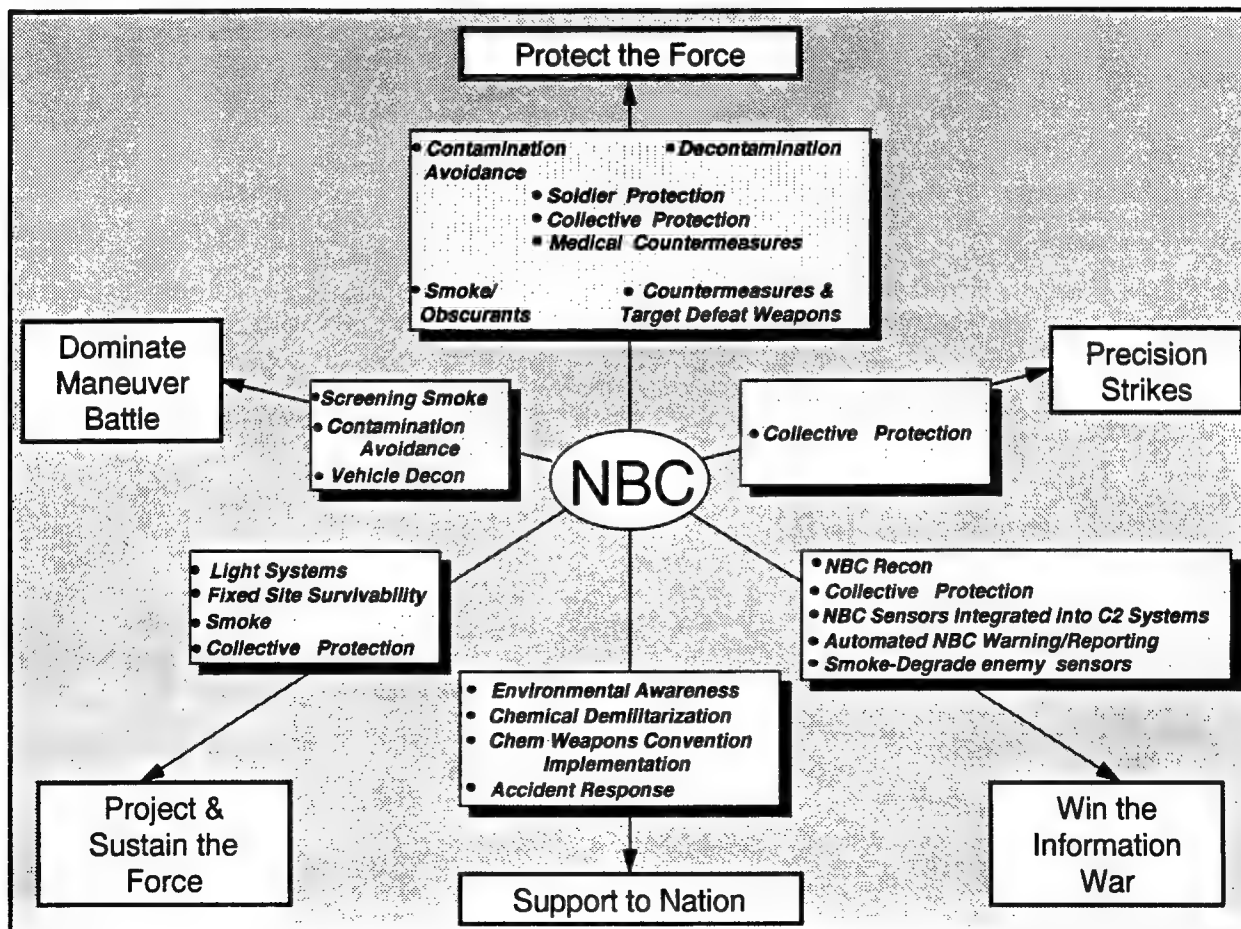 Protect the Force
• Contamination Avoidance
▪ Decontamination
• Soldier Protection
• Collective Protection
▪ Medical Countermeasures
• Smoke/
Obscurants
• Countermeasures &
Target Defeat Weapons
Dominate
Maneuver
Battle
• Screening Smoke
• Contamination
Avoidance
• Vehicle Decon
Precision
Strikes
• Collective Protection
NBC
• Light Systems
• Fixed Site Survivability
• Smoke
• Collective Protection
• NBC Recon
• Collective Protection
• NBC Sensors Integrated into C2 Systems
• Automated NBC Warning/Reporting
• Smoke-Degrade enemy sensors
• Environmental Awareness
• Chemical Demilitarization
• Chem Weapons Convention
Implementation
• Accident Response
Project &
Sustain the
Force
Support to Nation
Win the
Information
War